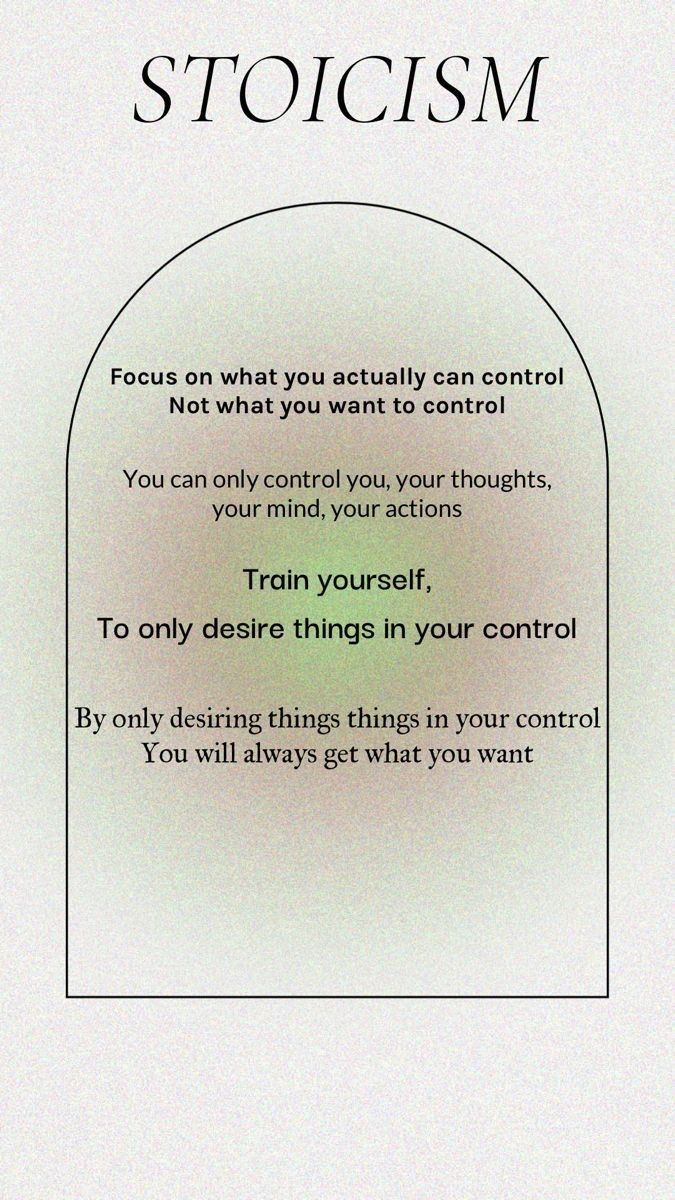 STOICISM
Focus on what you actually can control
Not what you want to control
You can only control you, your thoughts,
your mind, your actions
Train yourself,
To only desire things in your control
By only desiring things things in your control
You will always get what you want